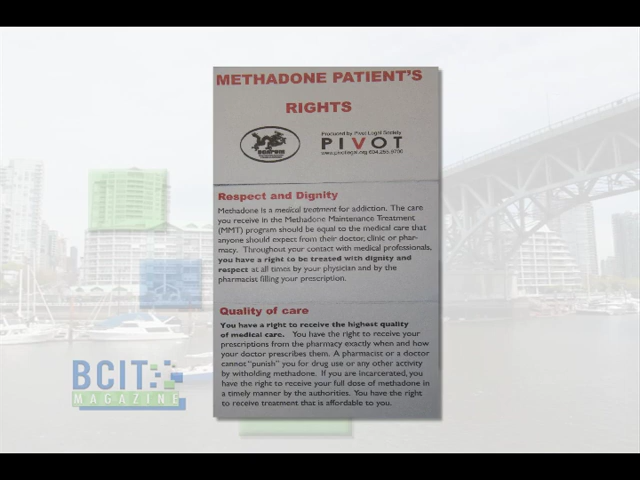 METHADONE PATIENT'S
RIGHTS
Produced by Pivot Legal Society
PIVOT
Respect and Dignity
Methadone is a medical treatment for addiction. The care
you receive in the Methadone Maintenance Treatment
(MMT) program should be equal to the medical care that
anyone should expect from their doctor, clinic or phar-
macy. Throughout your contact with medical professionals,
you have a right to be treated with dignity and
respect at all times by your physician and by the
pharmacist filling your prescription.
Quality of care
You have a right to receive the highest quality
of medical care. You have the right to receive your
prescriptions from the pharmacy exactly when and how
your doctor prescribes them. A pharmacist or a doctor
cannot "punish" you for drug use or any other activity
by witholding methadone. If you are incarcerated, you
have the right to receive your full dose of methadone in
a timely manner by the authorities. You have the right
to receive treatment that is affordable to you.
BCIT
MAGAZINE